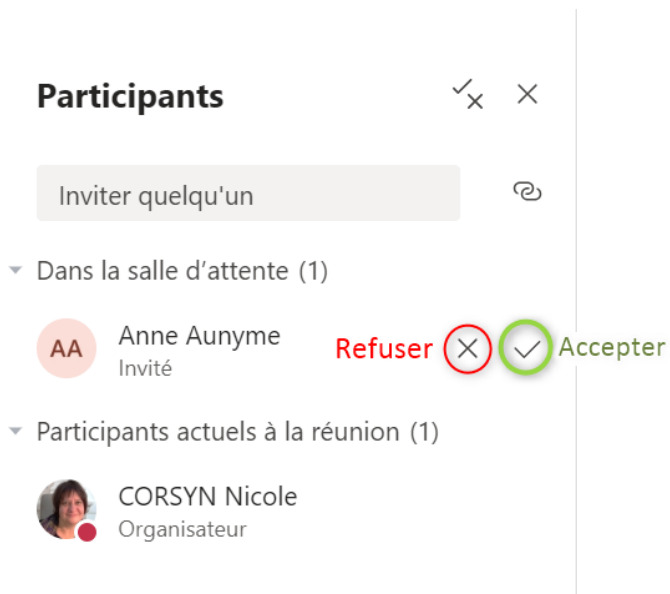 Participants
Inviter quelqu'un
Dans la salle d’attente (1)
AA
Anne Aunyme
Invité
Refuser
Accepter
Participants actuels à la réunion (1)
CORSYN Nicole
Organisateur